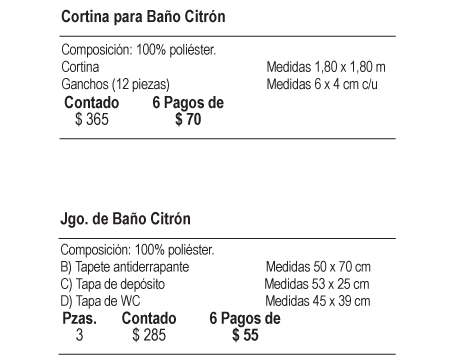 Cortina para Baño Citrón
Composición: 100% poliéster.
Cortina Medidas 1,80 x 1,80 m
Ganchos (12 piezas) Medidas 6 x 4 cm c/u
Contado 6 Pagos de
$ 365 $ 70
Jgo. de Baño Citrón
Composición: 100% poliéster.
B) Tapete antiderrapante Medidas 50 x 70 cm
C) Tapa de depósito Medidas 53 x 25 cm
D) Tapa de WC Medidas 45 x 39 cm
Pzas. Contado 6 Pagos de
3 $ 285 $ 55